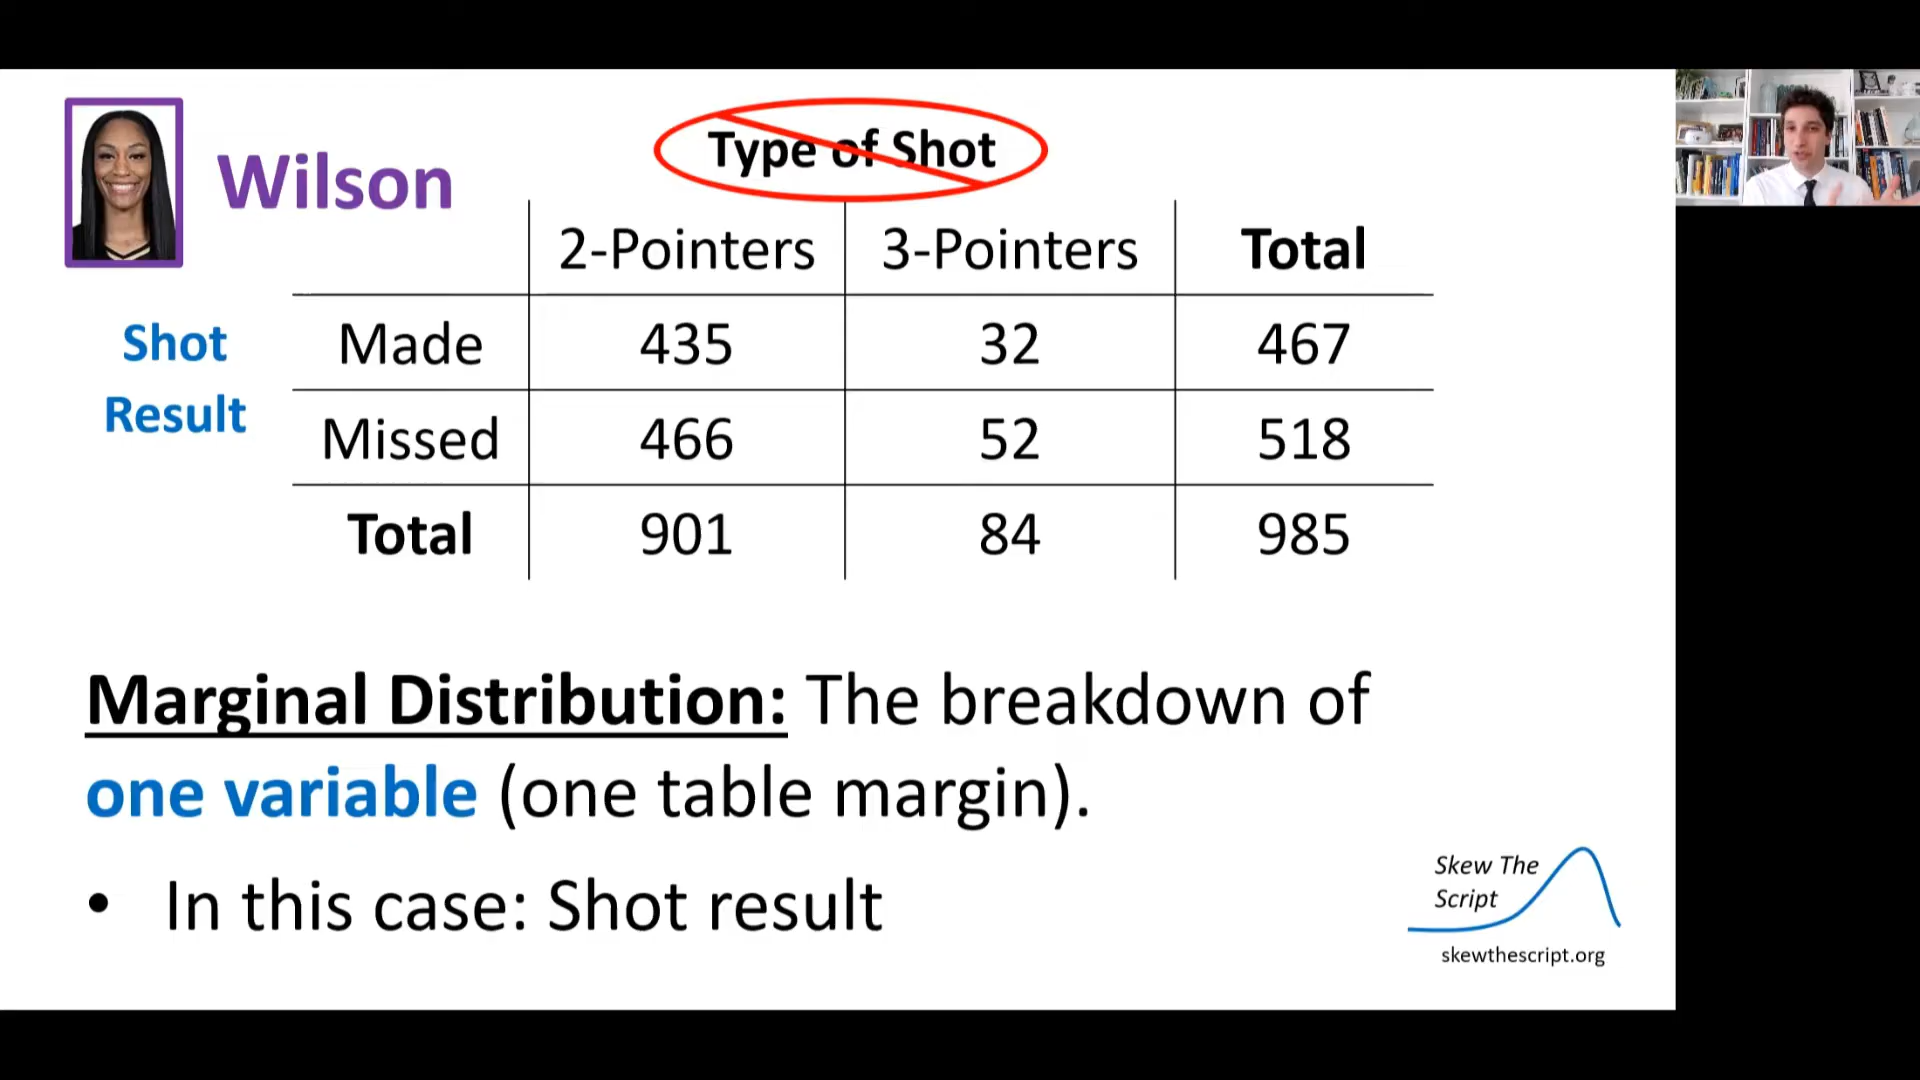 Wilson
Type of Shot
2-Pointers 3-Pointers Total
Shot Result
Made 435 32 467
Missed 466 52 518
Total 901 84 985
Marginal Distribution: The breakdown of
one variable (one table margin).
• In this case: Shot result
Skew The
Script
skewthescript.org